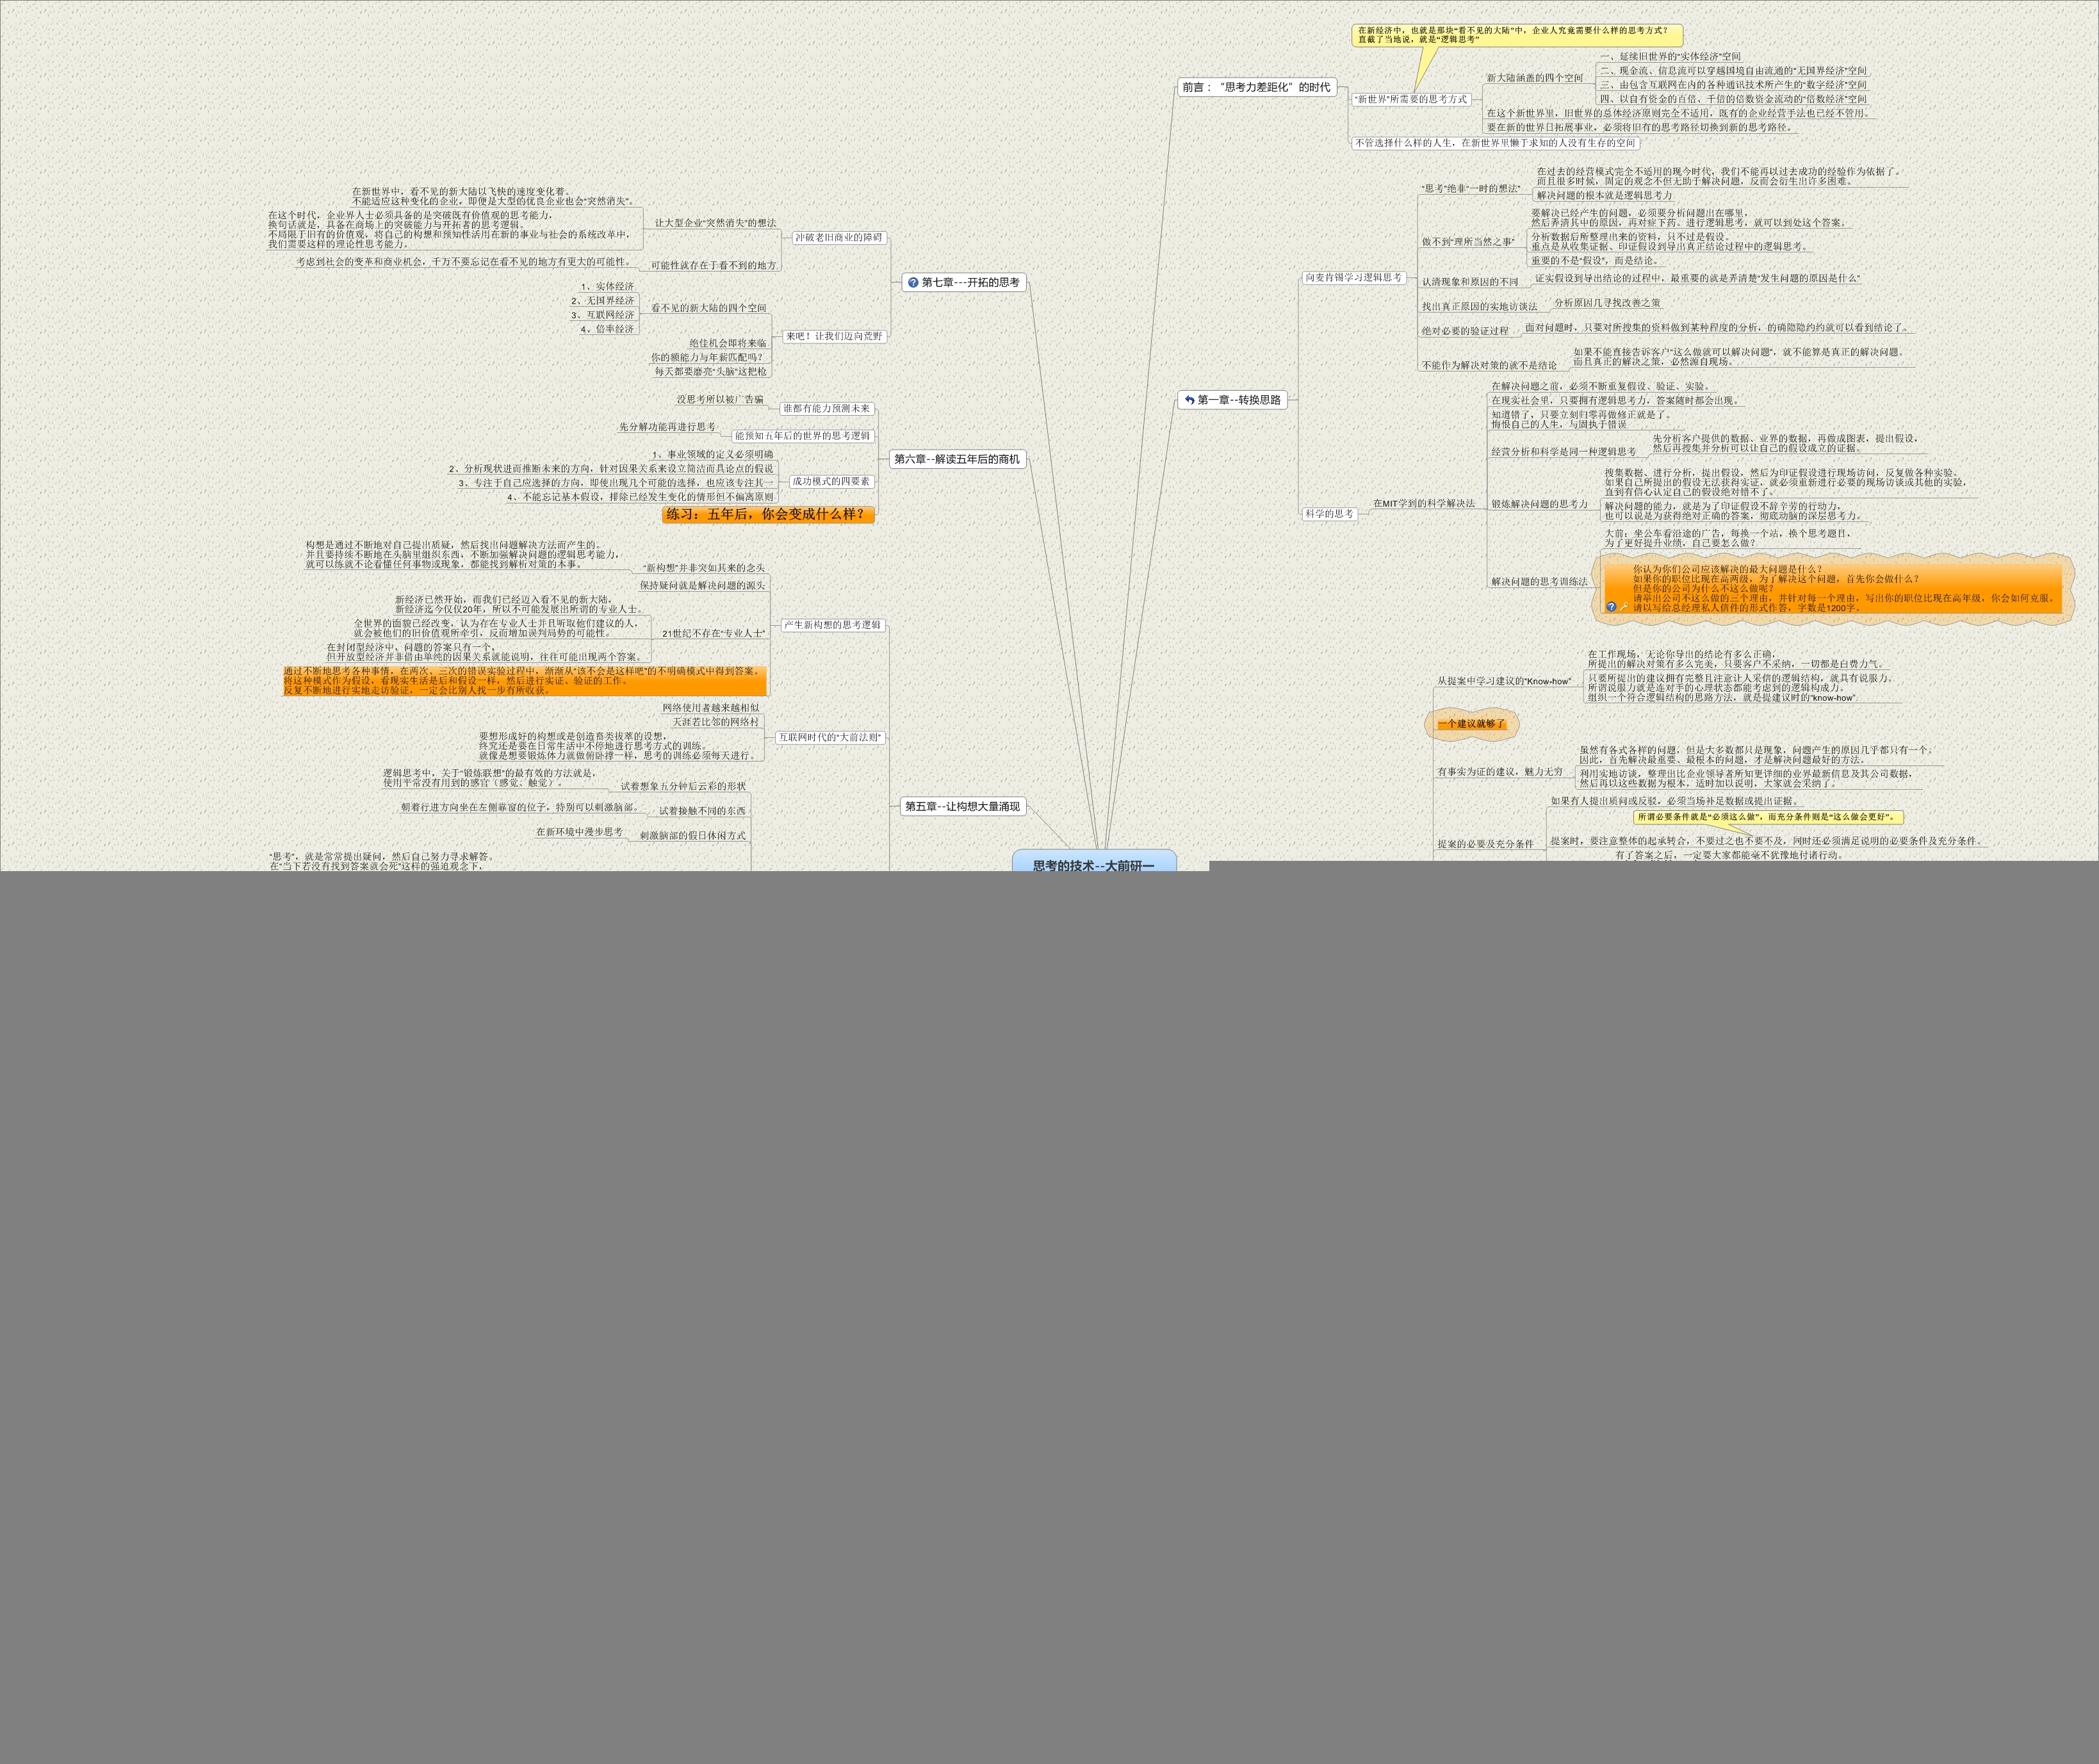 在新经济中，也就是那块“看不见的大陆”中，企业人究竟需要什么样的思考方式？
直截了当地说，就是“逻辑思考”
前言：“思考力差距化”的时代
“新世界”所需要的思考方式
新大陆涵盖的四个空间
一、延续旧世界的“实体经济”空间
二、现金流、信息流可以穿越国境自由流通的“无国界经济”空间
三、由包含互联网在内的各种通讯技术所产生的“数字经济”空间
四、以自有资金的百倍、千倍的倍数资金流动的“倍数经济”空间
在这个新世界里，旧世界的总体经济原则完全不适用，既有的企业经营手法也已经不管用。
要在新的世界日拓展事业，必须将旧有的思考路径切换到新的思考路径。
不管选择什么样的人生，在新世界里懒于求知的人没有生存的空间
第一章--转换思路
向麦肯锡学习逻辑思考
“思考”绝非“一时的想法”
在过去的经营模式完全不适用的现今时代，我们不能再以过去成功的经验作为依据了。
而且很多时候，固定的观念不但无助于解决问题，反而会衍生出许多困难。
解决问题的根本就是逻辑思考力
做不到“理所当然之事”
要解决已经产生的问题，必须要分析问题出在哪里，
然后弄清其中的原因，再对症下药。进行逻辑思考，就可以到处这个答案。
分析数据后所整理出来的资料，只不过是假设。
重点是从收集证据、印证假设到导出真正结论过程中的逻辑思考。
重要的不是“假设”，而是结论。
认清现象和原因的不同
证实假设到导出结论的过程中，最重要的就是弄清楚“发生问题的原因是什么”
找出真正原因的实地访谈法
分析原因几寻找改善之策
绝对必要的验证过程
面对问题时，只要对所搜集的资料做到某种程度的分析，的确隐隐约约就可以看到结论了。
不能作为解决对策的就不是结论
如果不能直接告诉客户“这么做就可以解决问题”，就不能算是真正的解决问题。
而且真正的解决之策，必然源自现场。
科学的思考
在MIT学到的科学解决法
在解决问题之前，必须不断重复假设、验证、实验。
在现实社会里，只要拥有逻辑思考力，答案随时都会出现。
知道错了，只要立刻归零再做修正就是了。
悔恨自己的人生，与固执于错误
经营分析和科学是同一种逻辑思考
先分析客户提供的数据、业界的数据，再做成图表，提出假设，
然后再搜集并分析可以让自己的假设成立的证据。
锻炼解决问题的思考力
搜集数据、进行分析，提出假设，然后为印证假设进行现场访问，反复做各种实验。
如果自己所提出的假设无法获得实证，就必须重新进行必要的现场访谈或其他的实验，
直到有信心认定自己的假设绝对错不了。
解决问题的能力，就是为了印证假设不辞辛劳的行动力，
也可以说是为获得绝对正确的答案，彻底动脑的深层思考力。
解决问题的思考训练法
大前：坐公车看沿途的广告，每换一个站，换个思考题目，
为了更好提升业绩，自己要怎么做？
你认为你们公司应该解决的最大问题是什么？
如果你的职位比现在高两级，为了解决这个问题，首先你会做什么？
但是你的公司为什么不这么做呢？
请举出公司不这么做的三个理由，并针对每一个理由，写出你的职位比现在高年级，你会如何克服。
请以写给总经理私人信件的形式作答，字数是1200字。
从提案中学习建议的“Know-how”
在工作现场，无论你导出的结论有多么正确，
所提出的解决对策有多么完美，只要客户不采纳，一切都是白费力气。
只要所提出的建议拥有完整且注意让人采信的逻辑结构，就具有说服力。
所谓说服力就是连对手的心理状态都能考虑到的逻辑构成力。
组织一个符合逻辑结构的思路方法，就是提建议时的“know-how”.
一个建议就够了
有事实为证的建议，魅力无穷
虽然有各式各样的问题，但是大多数都只是现象，问题产生的原因几乎都只有一个。
因此，首先解决最重要、最根本的问题，才是解决问题最好的方法。
利用实地访谈，整理出比企业领导者所知更详细的业界最新信息及其公司数据，
然后再以这些数据为根本，适时加以说明，大家就会采纳了。
提案的必要及充分条件
如果有人提出质问或反驳，必须当场补足数据或提出证据。
所谓必要条件就是“必须这么做”，而充分条件则是“这么做会更好”。
提案时，要注意整体的起承转合，不要过之也不要不及，同时还必须满足说明的必要条件及充分条件。
有了答案之后，一定要大家都能毫不犹豫地付诸行动。
第七章---开拓的思考
冲破老旧商业的障碍
让大型企业“突然消失”的想法
在新世界中，看不见的新大陆以飞快的速度变化着。
不能适应这种变化的企业，即便是大型的优良企业也会“突然消失”。
在这个时代，企业界人士必须具备的是突破既有价值观的思考能力，
换句话就是，具备在商场上的突破能力与开拓者的思考逻辑。
不局限于旧有的价值观，将自己的构想和预知性活用在新的事业与社会的系统改革中，
我们需要这样的理论性思考能力。
可能性就存在于看不到的地方
考虑到社会的变革和商业机会，千万不要忘记在看不见的地方有更大的可能性。
来吧！让我们迈向荒野
看不见的新大陆的四个空间
1、实体经济
2、无国界经济
3、互联网经济
4、倍率经济
绝佳机会即将来临
你的额能力与年薪匹配吗？
每天都要磨亮“头脑”这把枪
第六章--解读五年后的商机
谁都有能力预测未来
没思考所以被广告骗
能预知五年后的世界的思考逻辑
先分解功能再进行思考
成功模式的四要素
1、事业领域的定义必须明确
2、分析现状进而推断未来的方向，针对因果关系来设立简洁而具论点的假说
3、专注于自己应选择的方向，即使出现几个可能的选择，也应该专注其一
4、不能忘记基本假设，排除已经发生变化的情形但不偏离原则
练习：五年后，你会变成什么样？
第五章--让构想大量涌现
产生新构想的思考逻辑
“新构想”并非突如其来的念头
构想是通过不断地对自己提出质疑，然后找出问题解决方法而产生的。
并且要持续不断地在头脑里组织东西，不断加强解决问题的逻辑思考能力，
就可以练就不论看懂任何事物或现象，都能找到解析对策的本事。
保持疑问就是解决问题的源头
21世纪不存在“专业人士”
新经济已然开始，而我们已经迈入看不见的新大陆，
新经济迄今仅仅20年，所以不可能发展出所谓的专业人士。
全世界的面貌已经改变，认为存在专业人士并且听取他们建议的人，
就会被他们的旧价值观所牵引，反而增加误判局势的可能性。
在封闭型经济中、问题的答案只有一个，
但开放型经济并非借由单纯的因果关系就能说明，往往可能出现两个答案。
通过不断地思考各种事情，在两次、三次的错误实验过程中，渐渐从“该不会是这样吧”的不明确模式中得到答案。
将这种模式作为假设，看现实生活是后和假设一样，然后进行实证、验证的工作。
反复不断地进行实地走访验证，一定会比别人找一步有所收获。
互联网时代的“大前法则”
网络使用者越来越相似
天涯若比邻的网络村
要想形成好的构想或是创造畜类拔萃的设想，
终究还是要在日常生活中不停地进行思考方式的训练。
就像是想要锻炼体力就做俯卧撑一样，思考的训练必须每天进行。
试着想象五分钟后云彩的形状
逻辑思考中，关于“锻炼联想”的最有效的方法就是，
使用平常没有用到的感官（感觉、触觉）。
试着接触不同的东西
朝着行进方向坐在左侧靠窗的位子，特别可以刺激脑部。
刺激脑部的假日休闲方式
在新环境中漫步思考
“思考”，就是常常提出疑问，然后自己努力寻求解答。
在“当下若没有找到答案就会死”这样的强迫观念下，
思考的技术--大前研一